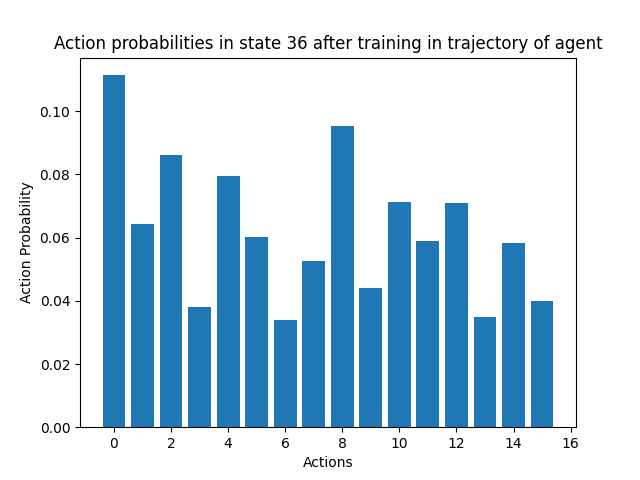 Action probabilities in state 36 after training in trajectory of agent
Action Probability
0.10
0.08
0.06
0.04
0.02
0.00
0 2 4 6 8 10 12 14 16
Actions